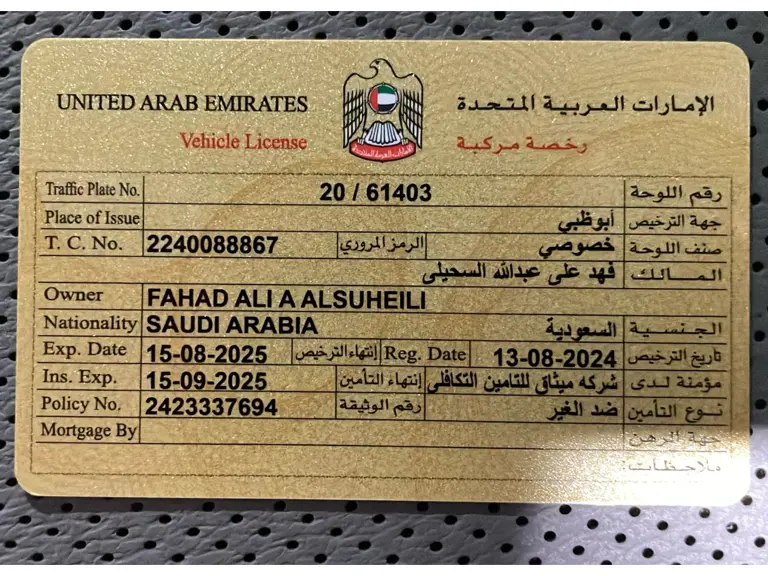 UNITED ARAB EMIRATES الإمارات العربية المتحدة
Vehicle License رخصة مركبة
Traffic Plate No. 20 / 61403 رقم اللوحة
Place of Issue أبوظبي جهة الترخيص
T. C. No. 2240088867 الرمز المروري خصوصي صنف اللوحة
فهد على عبدالله السحيلى المالك
Owner FAHAD ALI A ALSUHEILI
Nationality SAUDI ARABIA السعودية الجنسية
Exp. Date 15-08-2025 إنتهاء الترخيص Reg. Date 13-08-2024 تاريخ الترخيص
Ins. Exp. 15-09-2025 إنتهاء التأمين شركه ميثاق للتامين التكافلى مؤمنة لدى
Policy No. 2423337694 رقم الوثيقة ضد الغير نوع التأمين
Mortgage By جهة الرهن
ملاحظات: